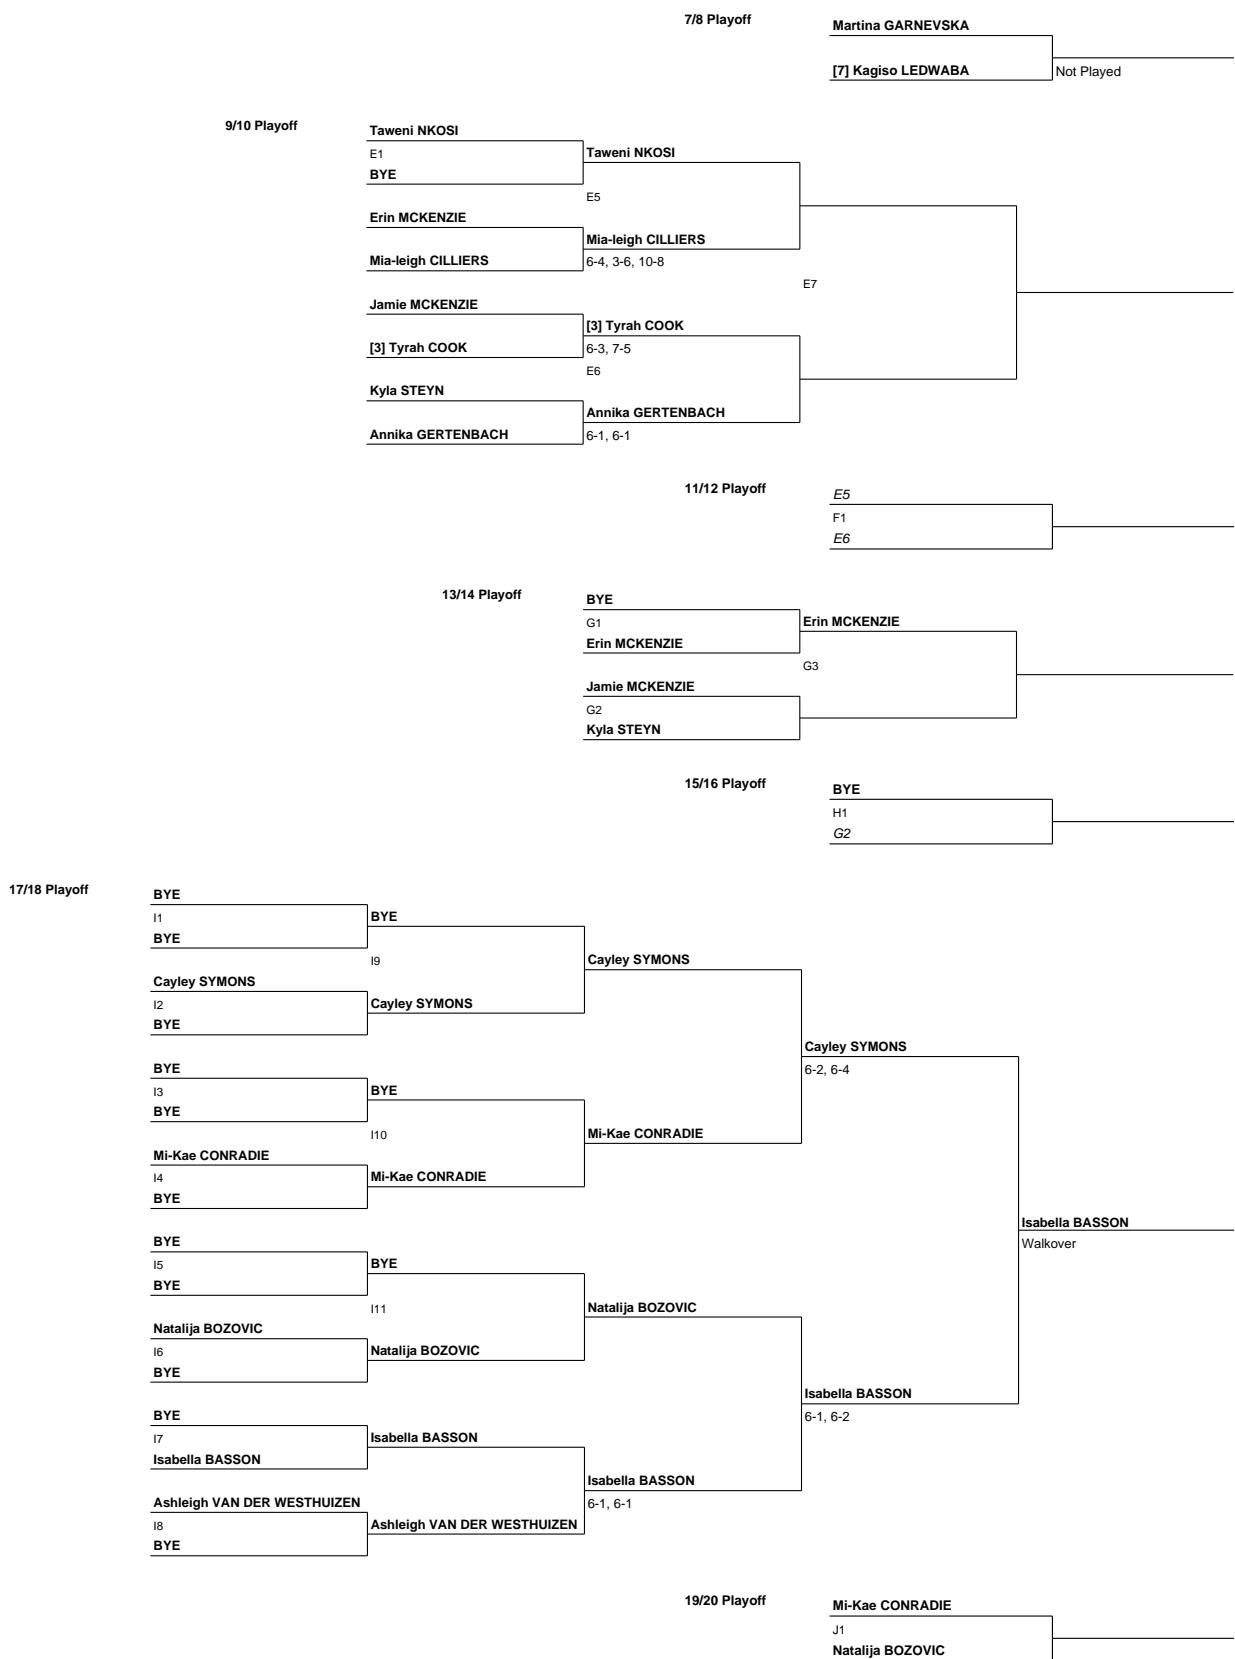 7/8 Playoff
Martina GARNEVSKA
[7] Kagiso LEDWABA
Not Played
9/10 Playoff
Taweni NKOSI
E1
BYE
Taweni NKOSI
E5
Erin MCKENZIE
Mia-leigh CILLIERS
Mia-leigh CILLIERS
6-4, 3-6, 10-8
E7
Jamie MCKENZIE
[3] Tyrah COOK
[3] Tyrah COOK
6-3, 7-5
E6
Kyla STEYN
Annika GERTENBACH
Annika GERTENBACH
6-1, 6-1
11/12 Playoff
E5
F1
E6
13/14 Playoff
BYE
G1
Erin MCKENZIE
Erin MCKENZIE
G3
Jamie MCKENZIE
G2
Kyla STEYN
15/16 Playoff
BYE
H1
G2
17/18 Playoff
BYE
I1
BYE
BYE
I9
Cayley SYMONS
Cayley SYMONS
I2
BYE
Cayley SYMONS
Cayley SYMONS
6-2, 6-4
BYE
I3
BYE
BYE
I10
Mi-Kae CONRADIE
Mi-Kae CONRADIE
I4
BYE
Mi-Kae CONRADIE
Isabella BASSON
Walkover
BYE
I5
BYE
BYE
I11
Natalija BOZOVIC
Natalija BOZOVIC
I6
BYE
Natalija BOZOVIC
Isabella BASSON
6-1, 6-2
BYE
I7
Isabella BASSON
Isabella BASSON
Isabella BASSON
6-1, 6-1
Ashleigh VAN DER WESTHUIZEN
I8
BYE
Ashleigh VAN DER WESTHUIZEN
19/20 Playoff
Mi-Kae CONRADIE
J1
Natalija BOZOVIC